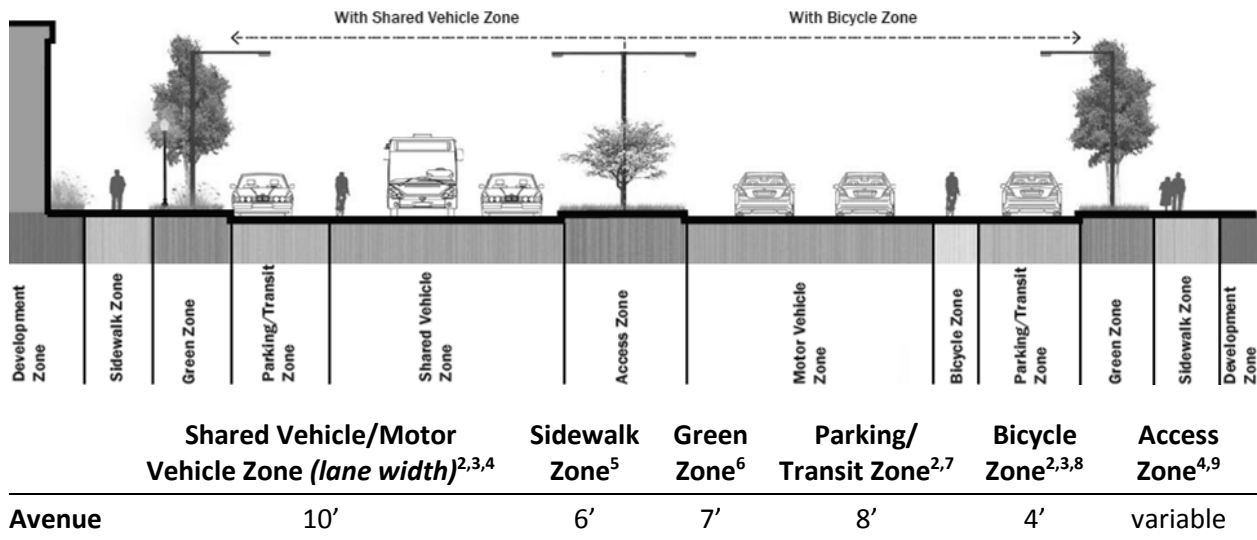 With Shared Vehicle Zone
With Bicycle Zone
Development
Zone
Sidewalk Zone
Green Zone
Parking/Transit
Zone
Shared Vehicle
Zone
Access Zone
Motor Vehicle
Zone
Bicycle Zone
Parking/Transit
Zone
Green Zone
Sidewalk Zone
Development
Zone
Shared Vehicle/Motor
Vehicle Zone (lane width)2,3,4
Sidewalk
Zone5
Green
Zone6
Parking/
Transit Zone2,7
Bicycle
Zone2,3,8
Access
Zone4,9
Avenue 10’ 6’ 7’ 8’ 4’ variable